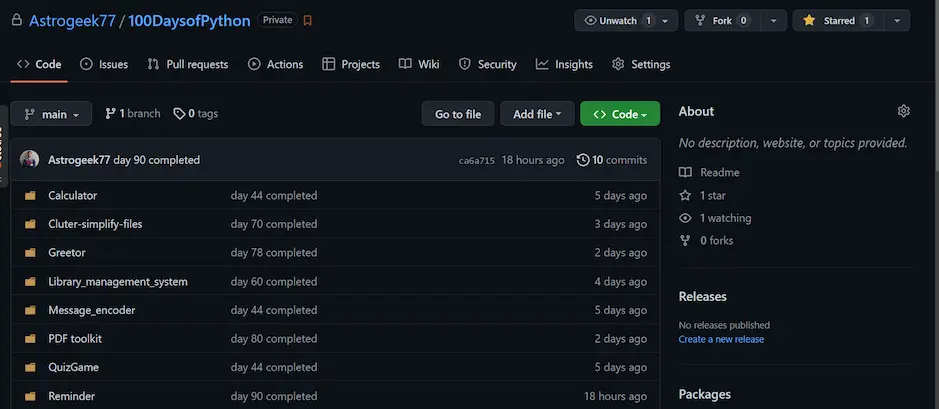 Astrogeek77 / 100DaysofPython Private Unwatch 1 Fork 0 Starred 1
Code Issues Pull requests Actions Projects Wiki Security Insights Settings
main 1 branch 0 tags Go to file Add file Code
Astrogeek77 day 90 completed ca6a715 18 hours ago 10 commits
Calculator day 44 completed 5 days ago
Cluter-simplify-files day 70 completed 3 days ago
Greetor day 78 completed 2 days ago
Library_management_system day 60 completed 4 days ago
Message_encoder day 44 completed 5 days ago
PDF toolkit day 80 completed 2 days ago
QuizGame day 44 completed 5 days ago
Reminder day 90 completed 18 hours ago
About
No description, website, or topics provided.
Readme
1 star
1 watching
0 forks
Releases
No releases published
Create a new release
Packages